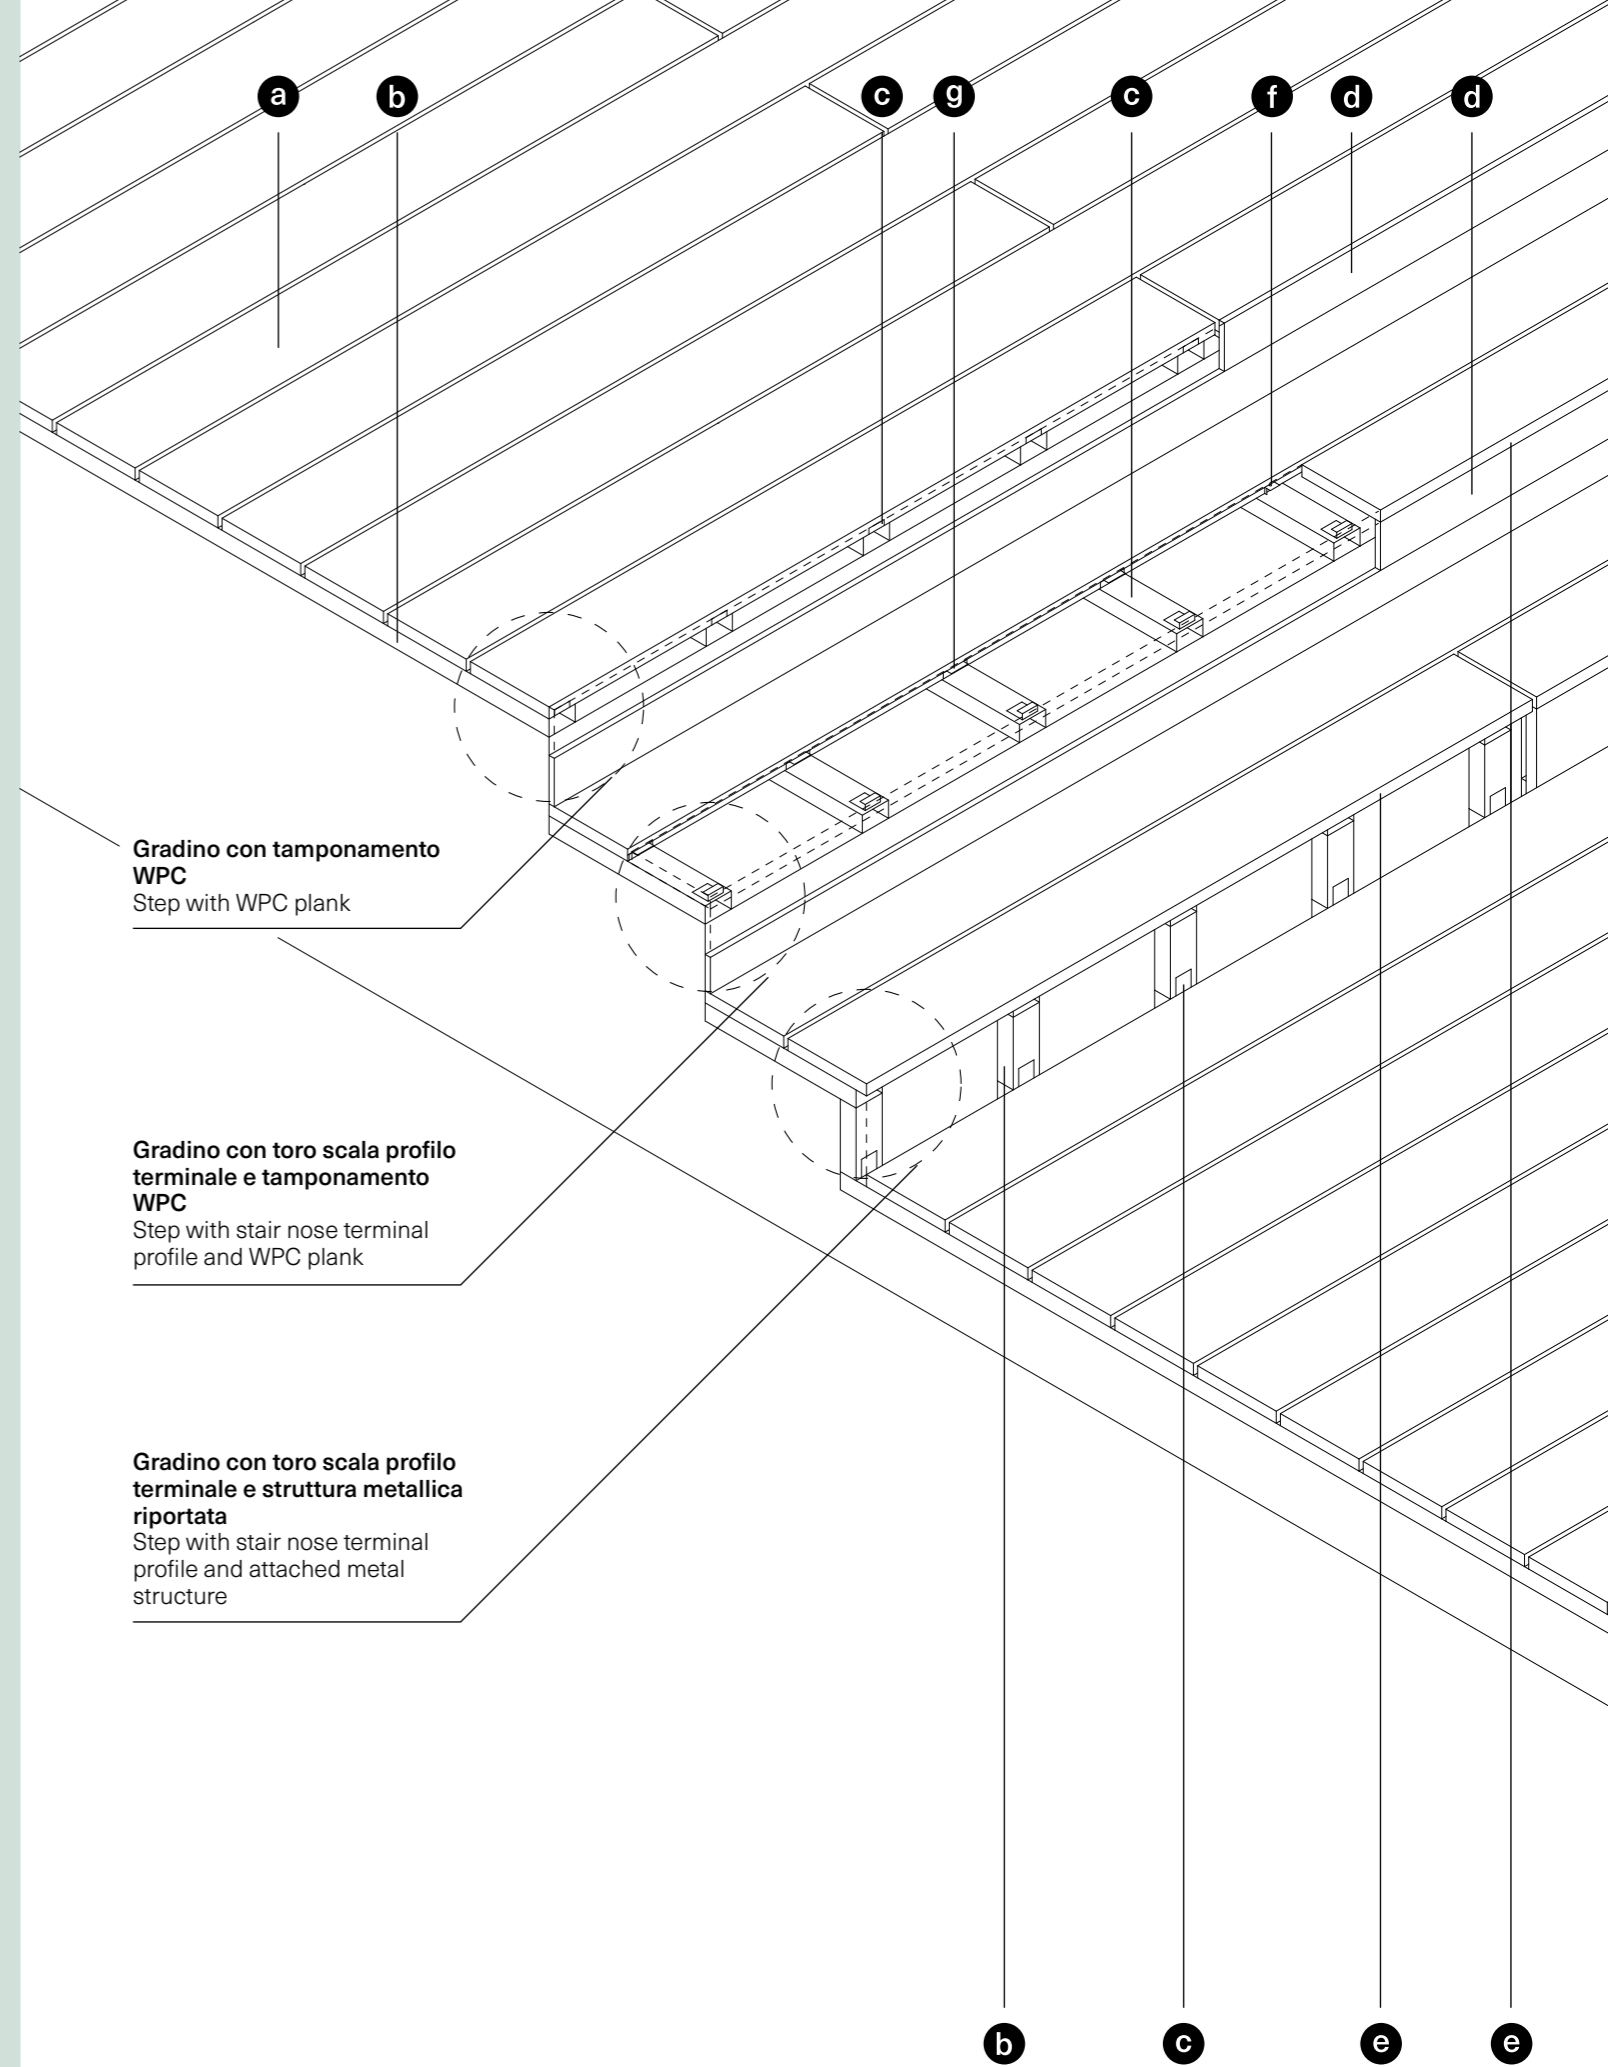 a b c g c f d d
Gradino con tamponamento
WPC
Step with WPC plank
Gradino con toro scala profilo
terminale e tamponamento
WPC
Step with stair nose terminal
profile and WPC plank
Gradino con toro scala profilo
terminale e struttura metallica
riportata
Step with stair nose terminal
profile and attached metal
structure
b c e e